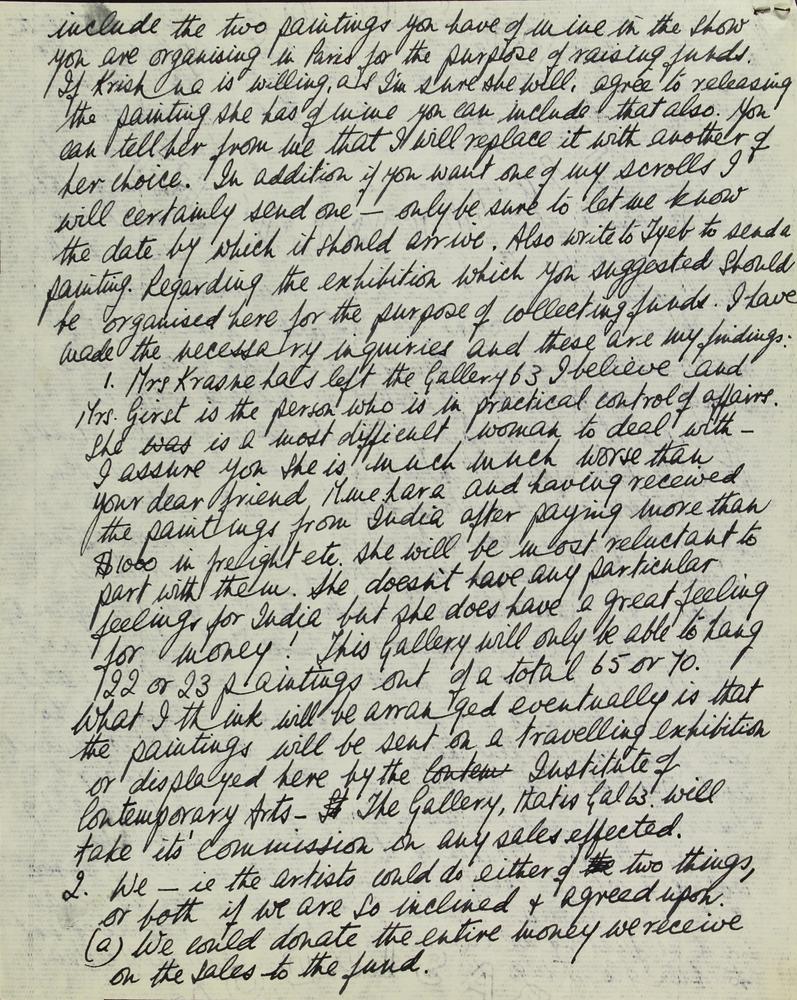 include the two paintings you have of mine in the show
you are organising in Paris for the purpose of raising funds.
If Krishna is willing, as I'm sure she will, agree to releasing
the painting she has of mine you can include that also. You
can tell her from me that I will replace it with another of
her choice. In addition if you want one of my scrolls I
will certainly send one — only be sure to let me know
the date by which it should arrive. Also write to Tyeb to send a
painting. Regarding the exhibition which you suggested should
be organised here for the purpose of collecting funds. I have
made the necessary inquiries and these are my findings:
1. Mrs Krasne has left the Gallery 63 I believe and
Mrs. Girst is the person who is in practical control of affairs.
She was is a most difficult woman to deal with —
I assure you she is much much worse than
your dear friend Mme hara and having received
the paintings from India after paying more than
$1000 in freight etc. she will be most reluctant to
part with them. She doesn't have any particular
feelings for India but she does have a great feeling
for money! This Gallery will only be able to hang
22 or 23 paintings out of a total 65 or 70.
What I think will be arranged eventually is that
the paintings will be sent on a travelling exhibition
or displayed here by the Contem Institute of
Contemporary Arts — It The Gallery, that is Gal 63. will
take its' commission on any sales effected.
2. We — ie the artists could do either of the two things,
or both if we are so inclined & agreed upon.
(a) We could donate the entire money we receive
on the sales to the fund.